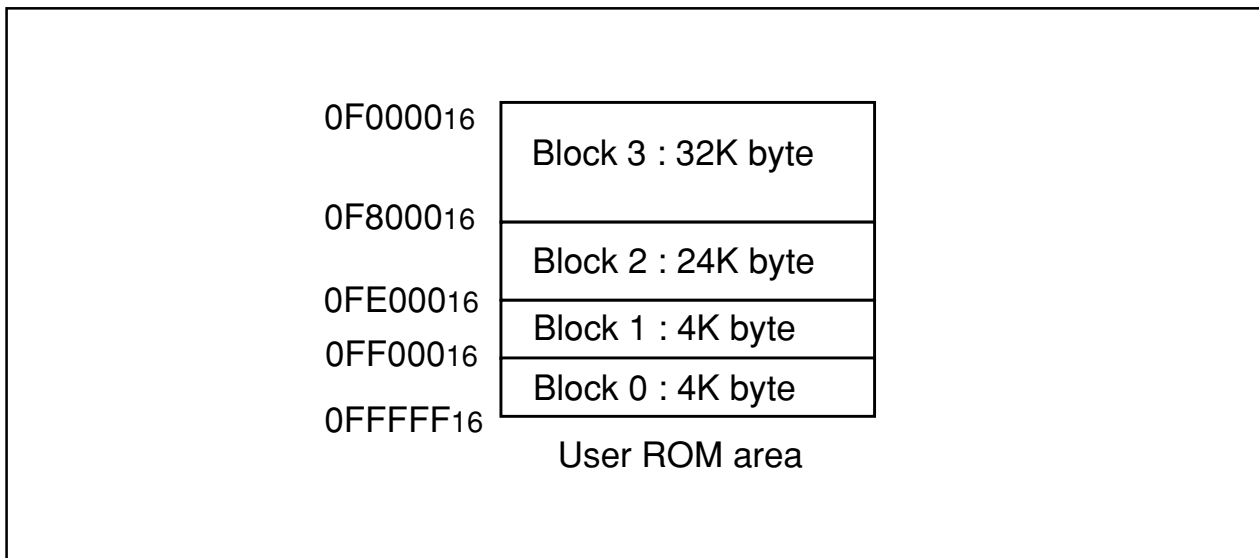 0F000016
Block 3 : 32K byte
0F800016
Block 2 : 24K byte
0FE00016
Block 1 : 4K byte
0FF00016
Block 0 : 4K byte
0FFFFF16
User ROM area